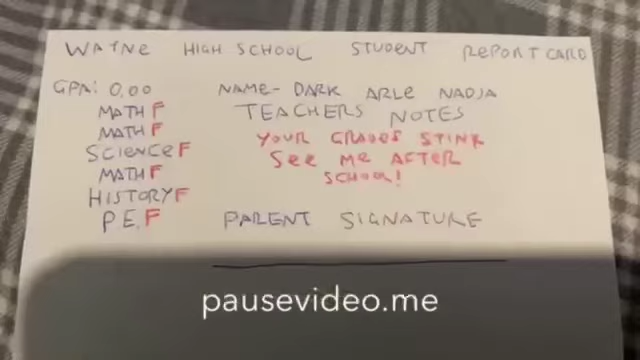 WAYNE HIGH SCHOOL STUDENT REPORT CARD
GPA: 0.00 NAME- DARK ARLE NADJA
MATH F TEACHERS NOTES
MATH F YOUR GRADES STINK
SCIENCE F SEE ME AFTER
MATH F SCHOOL!
HISTORY F
P.E. F PARENT SIGNATURE
pausevideo.me